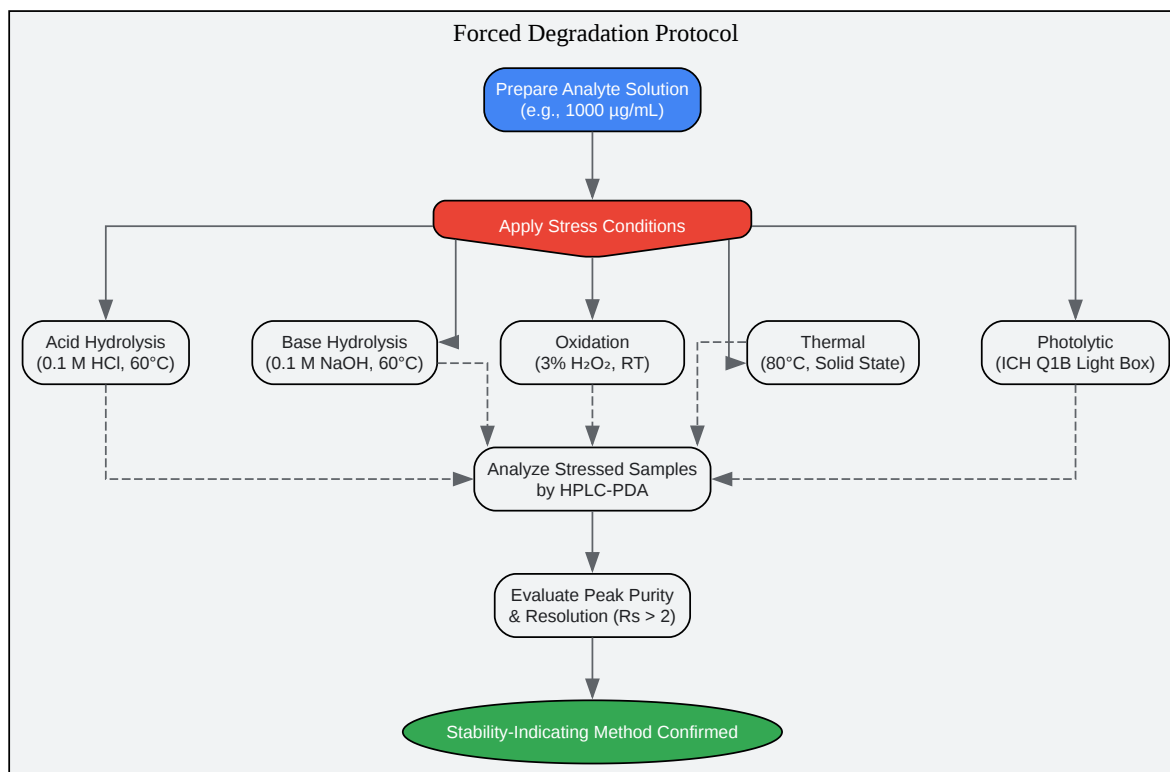 Forced Degradation Protocol
Prepare Analyte Solution
(e.g., 1000 µg/mL)
Apply Stress Conditions
Acid Hydrolysis
(0.1 M HCl, 60°C)
Base Hydrolysis
(0.1 M NaOH, 60°C)
Oxidation
(3% H₂O₂, RT)
Thermal
(80°C, Solid State)
Photolytic
(ICH Q1B Light Box)
Analyze Stressed Samples
by HPLC-PDA
Evaluate Peak Purity
& Resolution (Rs > 2)
Stability-Indicating Method Confirmed